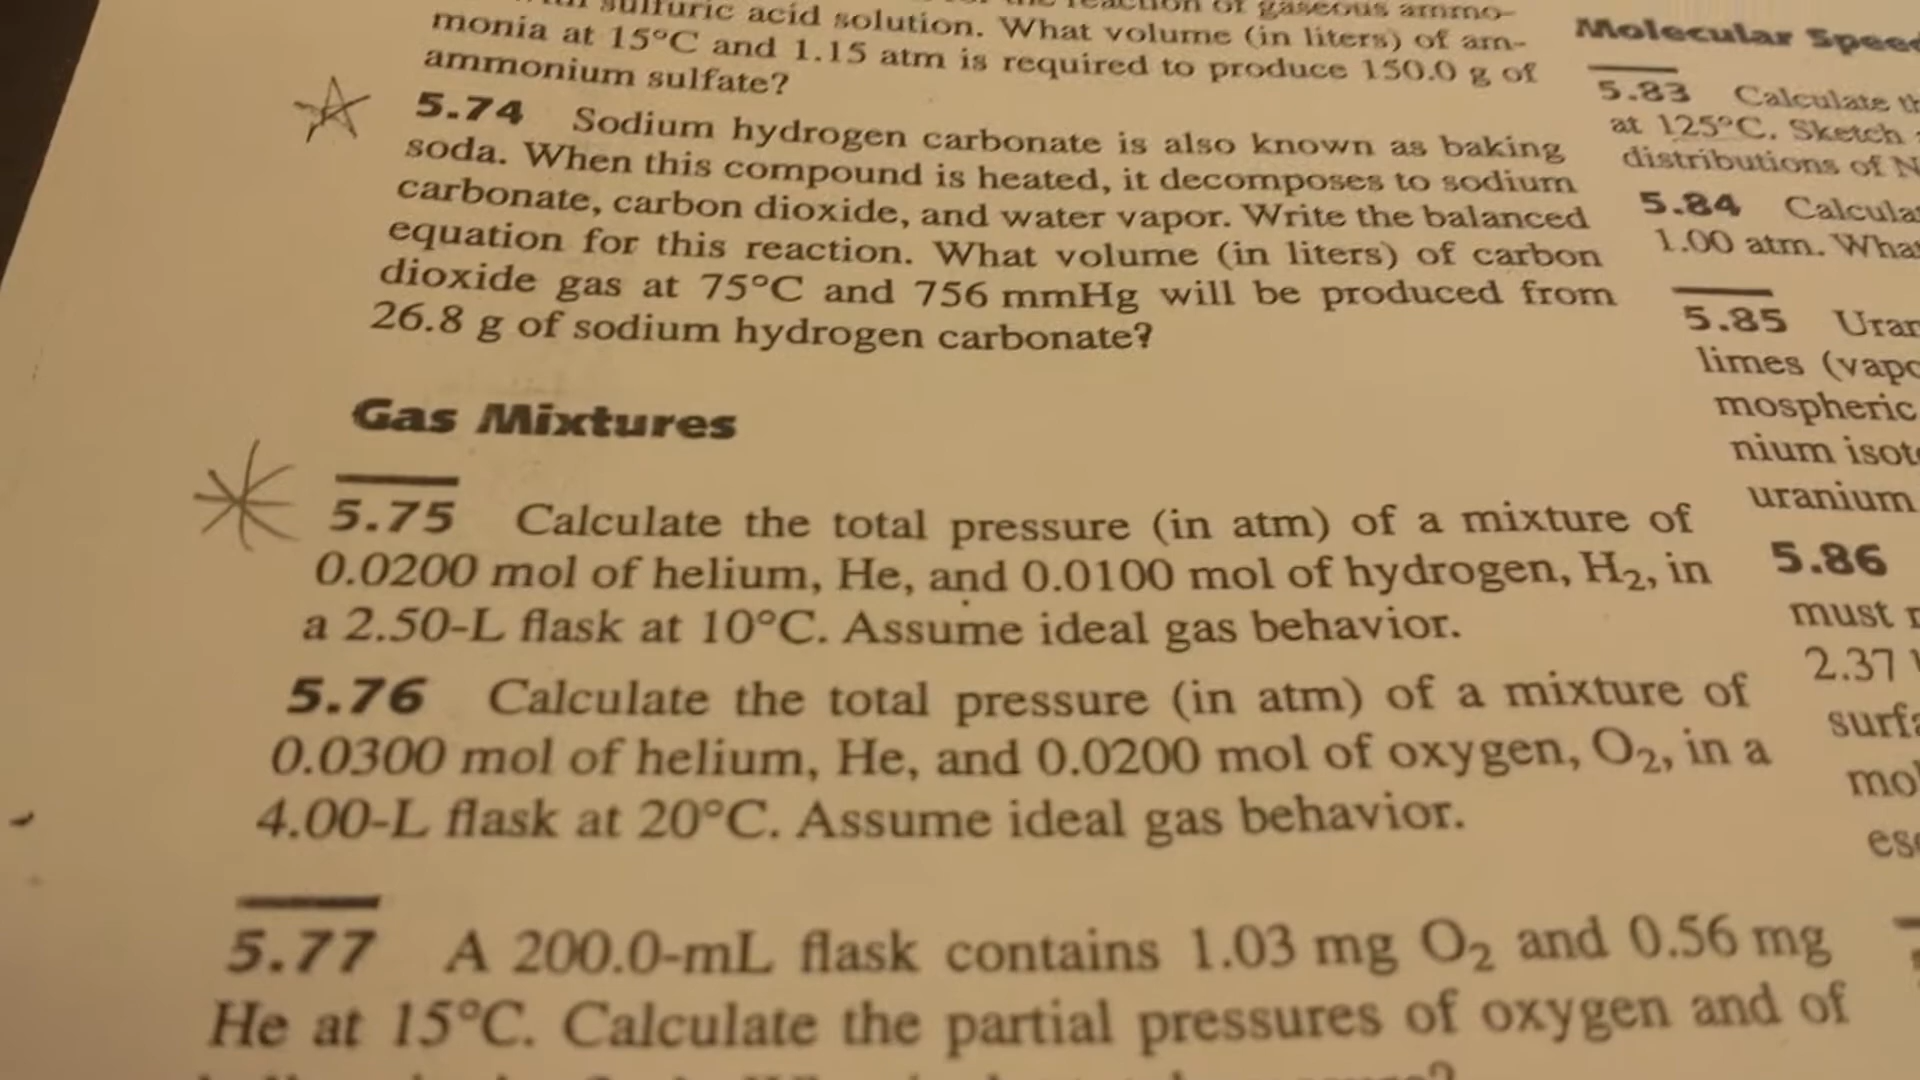 sulfuric acid solution. What volume (in liters) of am-
monia at 15°C and 1.15 atm is required to produce 150.0 g of
ammonium sulfate?
5.74 Sodium hydrogen carbonate is also known as baking
soda. When this compound is heated, it decomposes to sodium
carbonate, carbon dioxide, and water vapor. Write the balanced
equation for this reaction. What volume (in liters) of carbon
dioxide gas at 75°C and 756 mmHg will be produced from
26.8 g of sodium hydrogen carbonate?
Gas Mixtures
5.75 Calculate the total pressure (in atm) of a mixture of
0.0200 mol of helium, He, and 0.0100 mol of hydrogen, H₂, in
a 2.50-L flask at 10°C. Assume ideal gas behavior.
5.76 Calculate the total pressure (in atm) of a mixture of
0.0300 mol of helium, He, and 0.0200 mol of oxygen, O₂, in a
4.00-L flask at 20°C. Assume ideal gas behavior.
5.77 A 200.0-mL flask contains 1.03 mg O₂ and 0.56 mg
He at 15°C. Calculate the partial pressures of oxygen and of
Molecular Speed
5.83 Calculate th
at 125°C. Sketch
distributions of N
5.84 Calcula
1.00 atm. What
5.85 Uran
limes (vapo
mospheric
nium isot
uranium
5.86
must
2.37
surfa
mol
esc